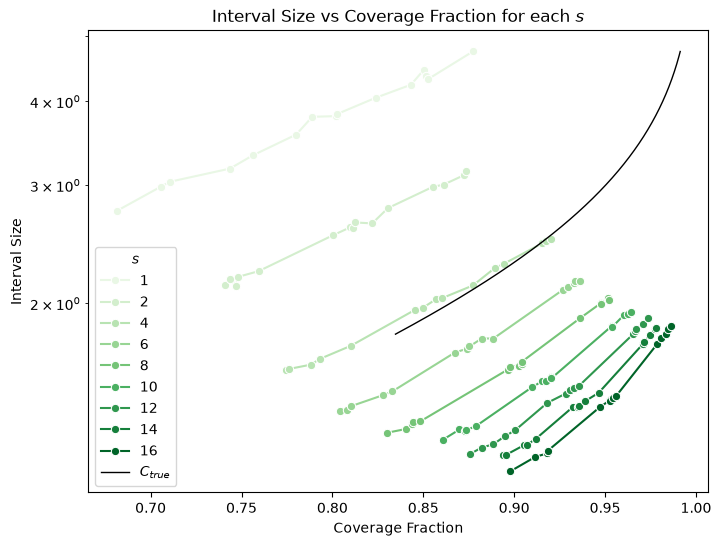 Interval Size vs Coverage Fraction for each s
4 × 10⁰
3 × 10⁰
2 × 10⁰
Interval Size
s
1
2
4
6
8
10
12
14
16
C_true
0.70 0.75 0.80 0.85 0.90 0.95 1.00
Coverage Fraction